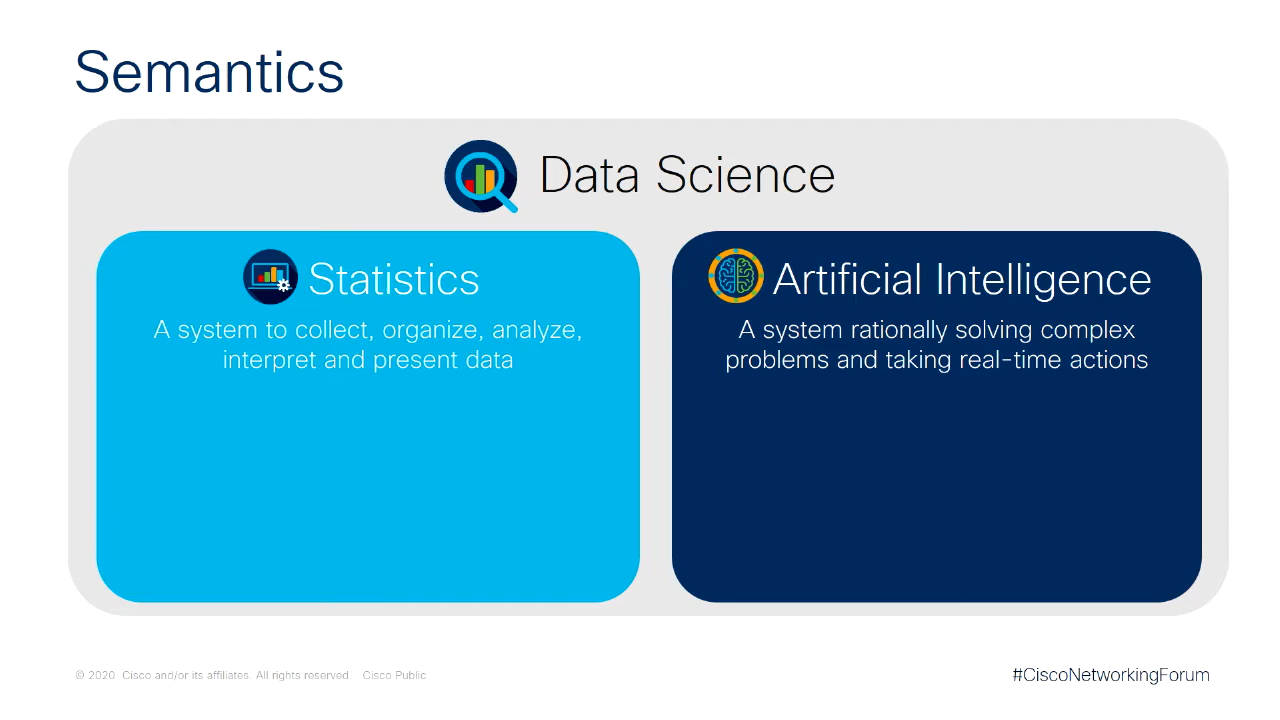 Semantics
Data Science
Statistics
A system to collect, organize, analyze,
interpret and present data
Artificial Intelligence
A system rationally solving complex
problems and taking real-time actions
© 2020 Cisco and/or its affiliates. All rights reserved. Cisco Public
#CiscoNetworkingForum